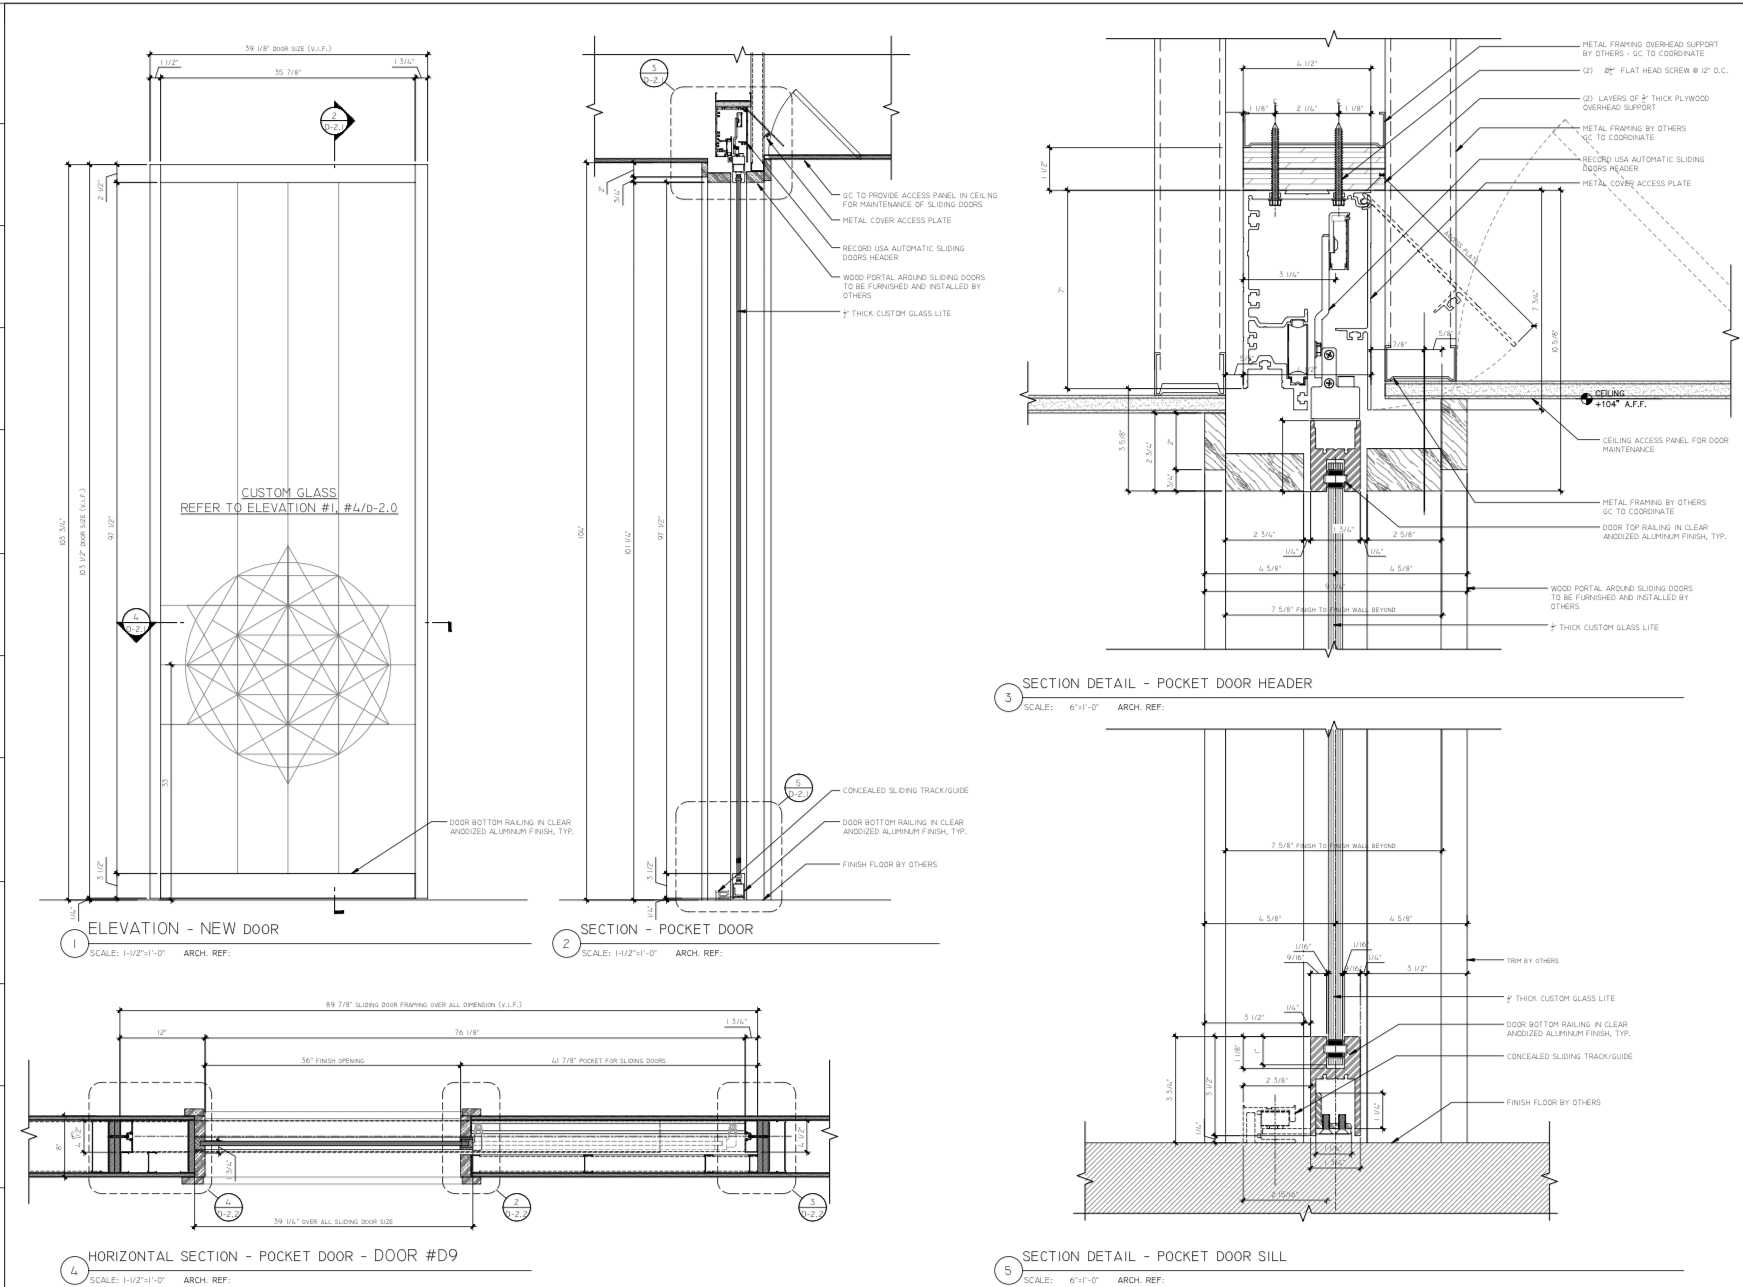 39 1/8" DOOR SIZE (V.I.F.)
1 1/2"
35 7/8"
1 3/4"
2
D-2.1
2 1/2"
103 3/4"
103 1/2" DOOR SIZE (V.I.F.)
97 1/2"
CUSTOM GLASS
REFER TO ELEVATION #1, #4/D-2.0
4
D-2.1
33
3 1/2"
1/4"
DOOR BOTTOM RAILING IN CLEAR
ANODIZED ALUMINUM FINISH, TYP.
1
ELEVATION - NEW DOOR
SCALE: 1-1/2"=1'-0"
ARCH. REF:
3
D-2.1
2"
3/4"
104"
101 1/4"
97 1/2"
GC TO PROVIDE ACCESS PANEL IN CEILING
FOR MAINTENANCE OF SLIDING DOORS
METAL COVER ACCESS PLATE
RECORD USA AUTOMATIC SLIDING
DOORS HEADER
WOOD PORTAL AROUND SLIDING DOORS
TO BE FURNISHED AND INSTALLED BY
OTHERS
THICK CUSTOM GLASS LITE
5
D-2.1
CONCEALED SLIDING TRACK/GUIDE
DOOR BOTTOM RAILING IN CLEAR
ANODIZED ALUMINUM FINISH, TYP.
FINISH FLOOR BY OTHERS
3 1/2"
1/4"
2
SECTION - POCKET DOOR
SCALE: 1-1/2"=1'-0"
ARCH. REF:
4 1/2"
1 1/8"
2 1/4"
1 1/8"
1 1/2"
7"
3 1/4"
ACCESS PLATE
7 3/4"
10 5/8"
5/8"
7/8"
5/8"
4 1/2"
METAL FRAMING OVERHEAD SUPPORT
BY OTHERS - GC TO COORDINATE
(2) FLAT HEAD SCREW @ 12" O.C.
(2) LAYERS OF THICK PLYWOOD
OVERHEAD SUPPORT
METAL FRAMING BY OTHERS
GC TO COORDINATE
RECORD USA AUTOMATIC SLIDING
DOORS HEADER
METAL COVER ACCESS PLATE
CEILING
+104" A.F.F.
CEILING ACCESS PANEL FOR DOOR
MAINTENANCE
METAL FRAMING BY OTHERS
GC TO COORDINATE
DOOR TOP RAILING IN CLEAR
ANODIZED ALUMINUM FINISH, TYP.
WOOD PORTAL AROUND SLIDING DOORS
TO BE FURNISHED AND INSTALLED BY
OTHERS
THICK CUSTOM GLASS LITE
3 5/8"
2 3/4"
2"
3/4"
2 3/4"
1/4"
1 3/4"
1/4"
2 5/8"
4 5/8"
4 5/8"
9 1/4"
7 5/8" FINISH TO FINISH WALL BEYOND
3
SECTION DETAIL - POCKET DOOR HEADER
SCALE: 6"=1'-0"
ARCH. REF:
7 5/8" FINISH TO FINISH WALL BEYOND
4 5/8"
4 5/8"
1/16"
1/16"
9/16"
9/16"
1/4"
3 1/2"
1/4"
3 1/2"
TRIM BY OTHERS
THICK CUSTOM GLASS LITE
DOOR BOTTOM RAILING IN CLEAR
ANODIZED ALUMINUM FINISH, TYP.
CONCEALED SLIDING TRACK/GUIDE
FINISH FLOOR BY OTHERS
3 3/4"
3 1/2"
1/4"
1 1/8"
1"
2 3/8"
1 1/4"
1 1/4"
1 3/4"
2 15/16"
5
SECTION DETAIL - POCKET DOOR SILL
SCALE: 6"=1'-0"
ARCH. REF:
89 7/8" SLIDING DOOR FRAMING OVER ALL DIMENSION (V.I.F.)
12"
76 1/8"
1 3/4"
36" FINISH OPENING
41 7/8" POCKET FOR SLIDING DOORS
8"
4 1/2"
1 3/4"
4 1/2"
4
D-2.2
2
D-2.2
3
D-2.2
39 1/4" OVER ALL SLIDING DOOR SIZE
4
HORIZONTAL SECTION - POCKET DOOR - DOOR #D9
SCALE: 1-1/2"=1'-0"
ARCH. REF: